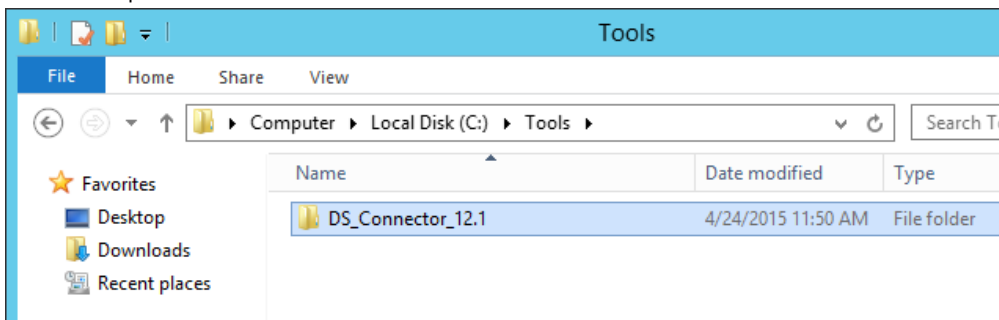 Tools
File Home Share View
Computer Local Disk (C:) Tools Search T
Name Date modified Type
Favorites
Desktop
Downloads
Recent places
DS_Connector_12.1 4/24/2015 11:50 AM File folder